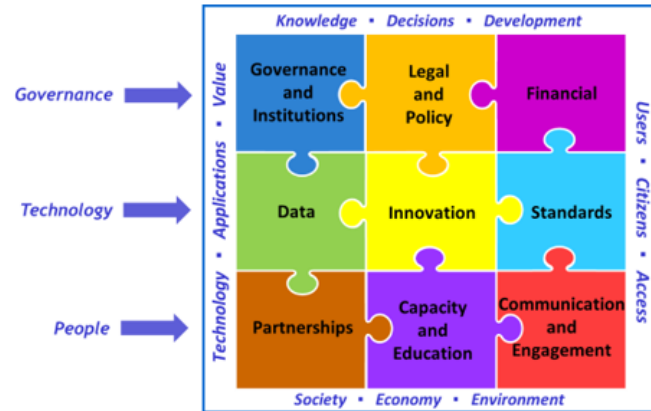 Knowledge ▪ Decisions ▪ Development
Governance
Technology
People
Technology ▪ Applications ▪ Value
Governance
and
Institutions
Legal
and
Policy
Financial
Data
Innovation
Standards
Partnerships
Capacity
and
Education
Communication
and
Engagement
Users ▪ Citizens ▪ Access
Society ▪ Economy ▪ Environment